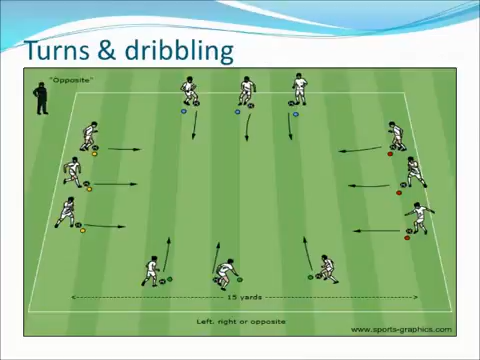 Turns & dribbling
"Opposite"
15 yards
Left, right or opposite
www.sports-graphics.com